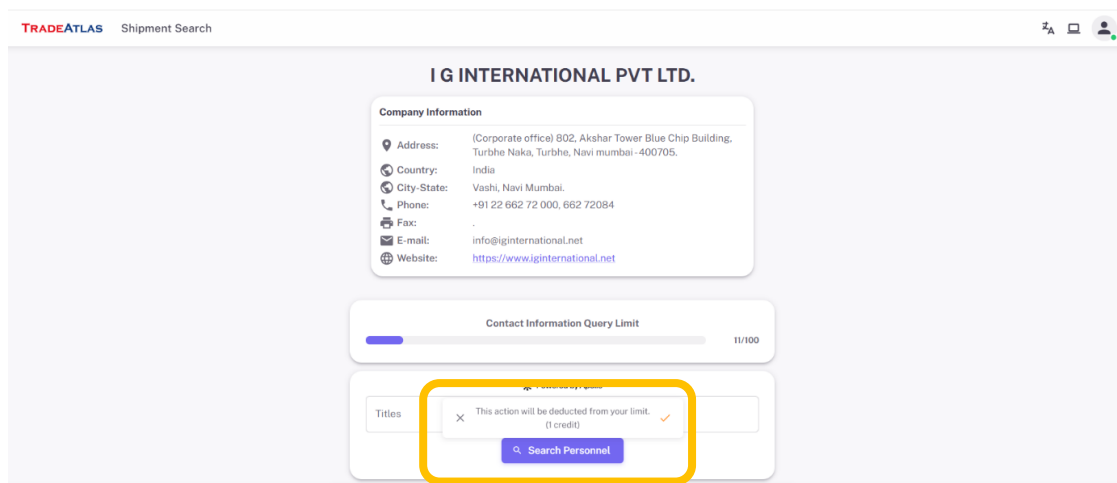 TRADEATLAS Shipment Search
I G INTERNATIONAL PVT LTD.
Company Information
Address: (Corporate office) 802, Akshar Tower Blue Chip Building,
Turbhe Naka, Turbhe, Navi mumbai-400705.
Country: India
City-State: Vashi, Navi Mumbai.
Phone: +91 22 662 72 000, 662 72084
Fax: .
E-mail: info@iginternational.net
Website: https://www.iginternational.net
Contact Information Query Limit
11/100
Titles
This action will be deducted from your limit.
(1 credit)
Search Personnel